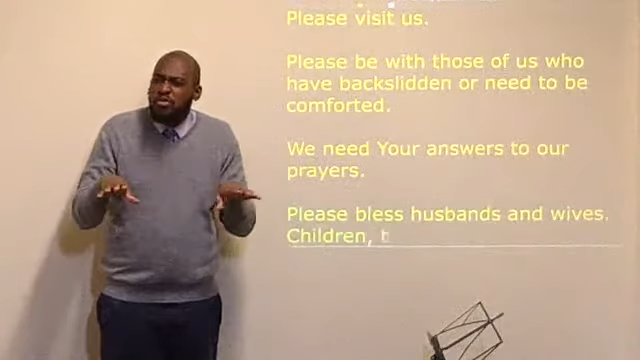 Please visit us.
Please be with those of us who
have backslidden or need to be
comforted.
We need Your answers to our
prayers.
Please bless husbands and wives.
Children, t